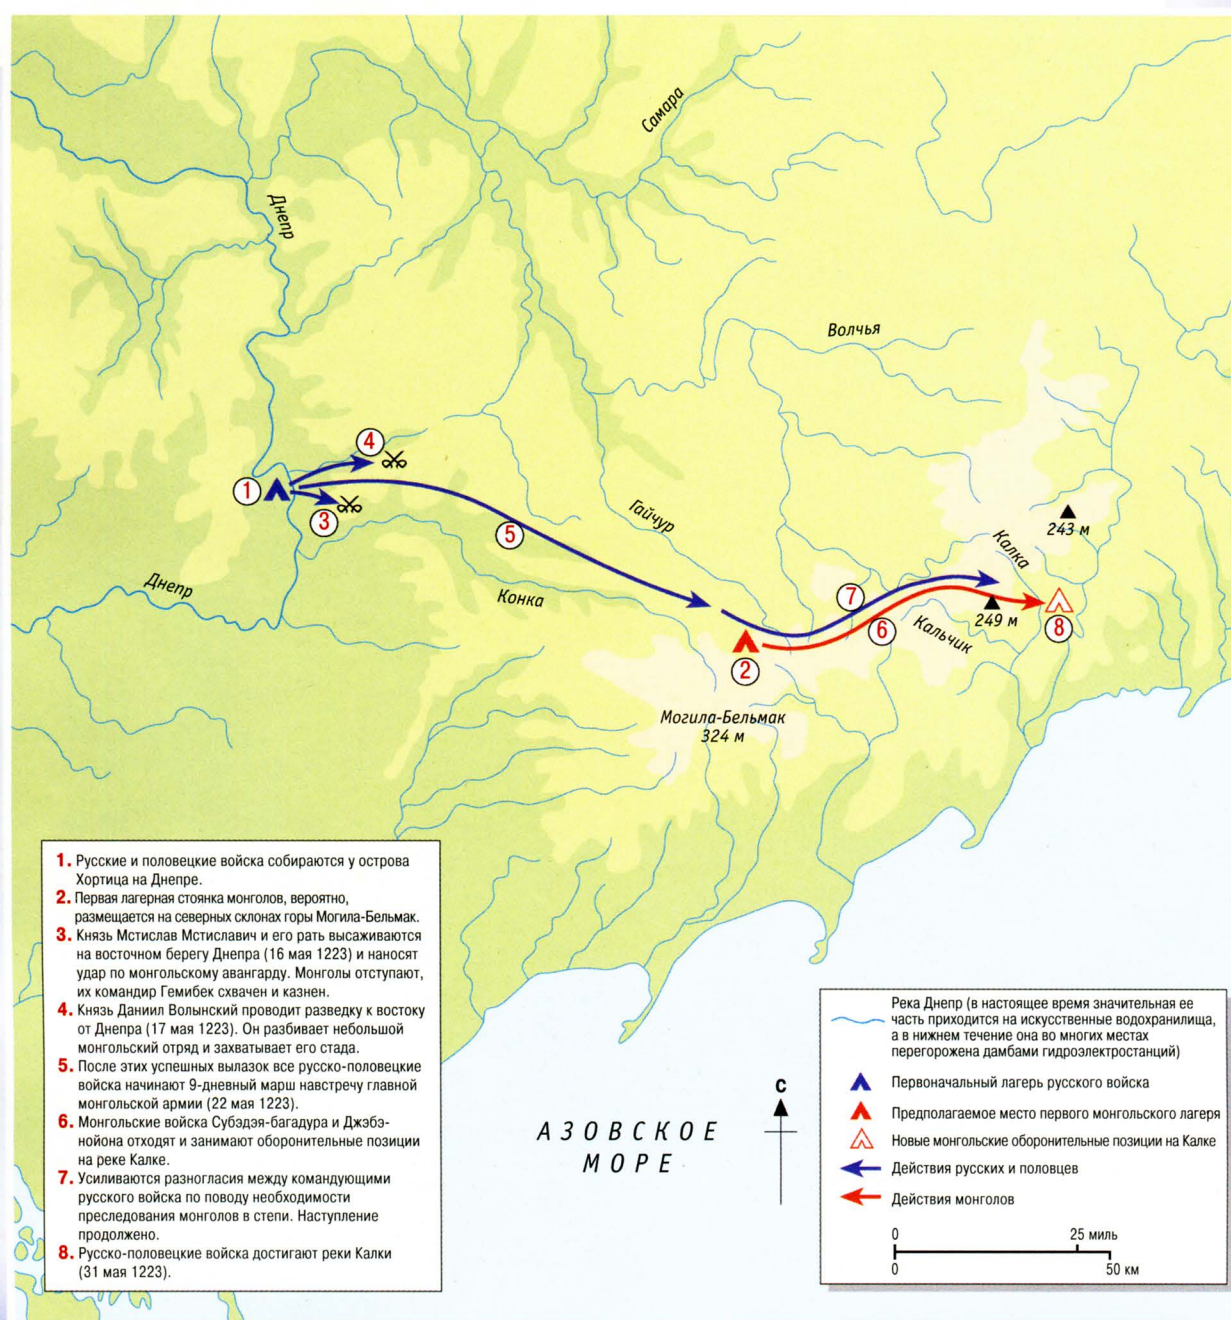 Самара
Днепр
Волчья
4
1
3
5
Гайчур
243 м
Калка
Днепр
Конка
7
6
249 м
Кальчик
8
2
Могила-Бельмак
324 м
1. Русские и половецкие войска собираются у острова
Хортица на Днепре.
2. Первая лагерная стоянка монголов, вероятно,
размещается на северных склонах горы Могила-Бельмак.
3. Князь Мстислав Мстиславич и его рать высаживаются
на восточном берегу Днепра (16 мая 1223) и наносят
удар по монгольскому авангарду. Монголы отступают,
их командир Гемибек схвачен и казнен.
4. Князь Даниил Волынский проводит разведку к востоку
от Днепра (17 мая 1223). Он разбивает небольшой
монгольский отряд и захватывает его стада.
5. После этих успешных вылазок все русско-половецкие
войска начинают 9-дневный марш навстречу главной
монгольской армии (22 мая 1223).
6. Монгольские войска Субэдэя-багадура и Джэбэ-
нойона отходят и занимают оборонительные позиции
на реке Калке.
7. Усиливаются разногласия между командующими
русского войска по поводу необходимости
преследования монголов в степи. Наступление
продолжено.
8. Русско-половецкие войска достигают реки Калки
(31 мая 1223).
АЗОВСКОЕ
МОРЕ
С
Река Днепр (в настоящее время значительная ее
часть приходится на искусственные водохранилища,
а в нижнем течение она во многих местах
перегорожена дамбами гидроэлектростанций)
Первоначальный лагерь русского войска
Предполагаемое место первого монгольского лагеря
Новые монгольские оборонительные позиции на Калке
Действия русских и половцев
Действия монголов
0 25 миль
0 50 км